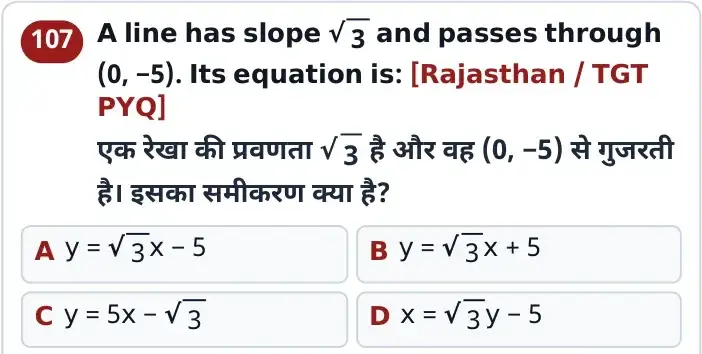 107 A line has slope √3 and passes through
(0, −5). Its equation is: [Rajasthan / TGT
PYQ]
एक रेखा की प्रवणता √3 है और वह (0, −5) से गुजरती
है। इसका समीकरण क्या है?
A y = √3x − 5
B y = √3x + 5
C y = 5x − √3
D x = √3y − 5